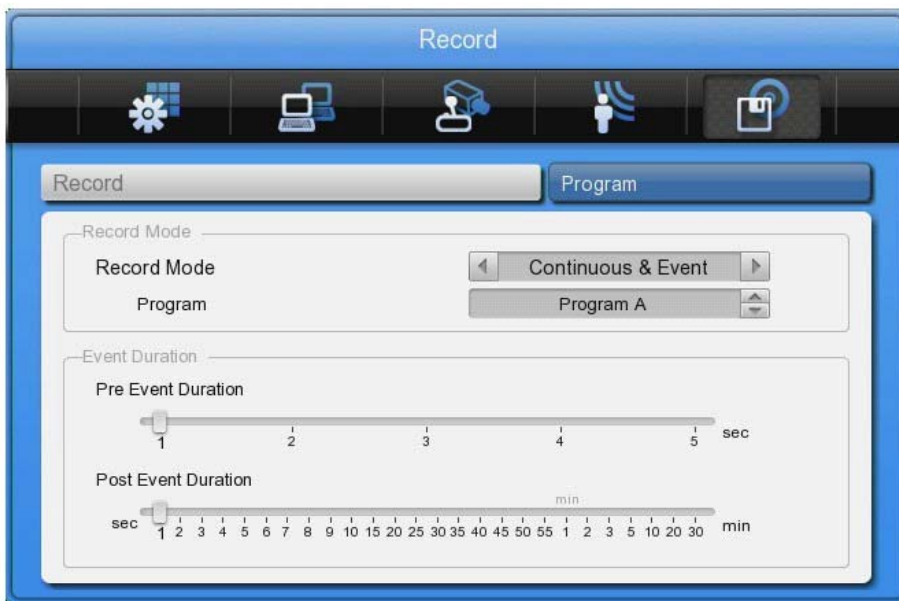 Record
Record Program
Record Mode
Record Mode Continuous & Event
Program Program A
Event Duration
Pre Event Duration
1 2 3 4 5 sec
Post Event Duration
min
sec 1 2 3 4 5 6 7 8 9 10 15 20 25 30 35 40 45 50 55 1 2 3 5 10 20 30 min